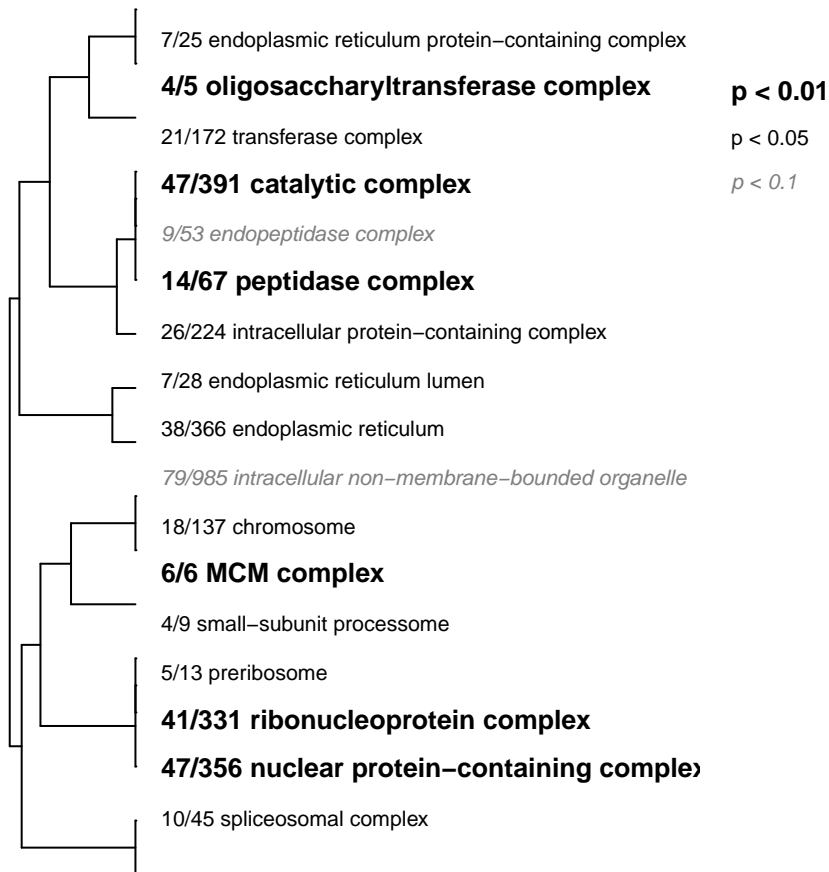 7/25 endoplasmic reticulum protein−containing complex
4/5 oligosaccharyltransferase complex
21/172 transferase complex
47/391 catalytic complex
9/53 endopeptidase complex
14/67 peptidase complex
26/224 intracellular protein−containing complex
7/28 endoplasmic reticulum lumen
38/366 endoplasmic reticulum
79/985 intracellular non−membrane−bounded organelle
18/137 chromosome
6/6 MCM complex
4/9 small−subunit processome
5/13 preribosome
41/331 ribonucleoprotein complex
47/356 nuclear protein−containing complex
10/45 spliceosomal complex
p < 0.01
p < 0.05
p < 0.1